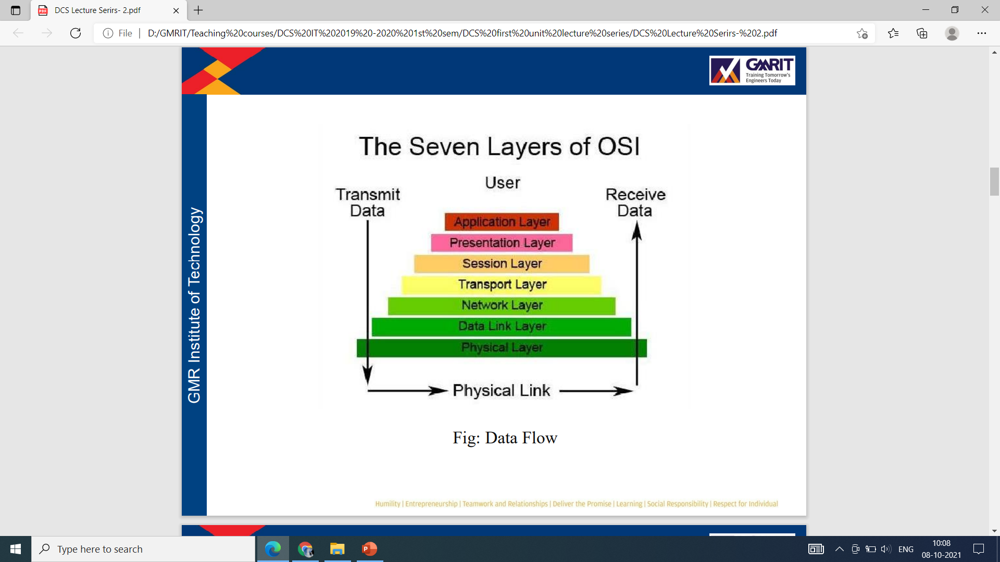 DCS Lecture Serirs- 2.pdf
File
D:/GMRIT/Teaching%20courses/DCS%20IT%202019%20-2020%201st%20sem/DCS%20first%20unit%20lecture%20series/DCS%20Lecture%20Serirs-%202.pdf
GMRIT
Training Tomorrow's
Engineers Today
GMR Institute of Technology
The Seven Layers of OSI
User
Transmit
Data
Receive
Data
Application Layer
Presentation Layer
Session Layer
Transport Layer
Network Layer
Data Link Layer
Physical Layer
Physical Link
Fig: Data Flow
Humility | Entrepreneurship | Teamwork and Relationships | Deliver the Promise | Learning | Social Responsibility | Respect for Individual
Type here to search
ENG
10:08
08-10-2021